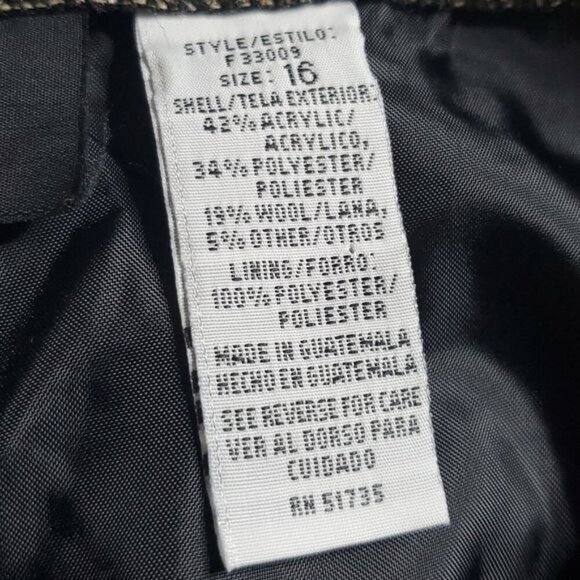 STYLE/ESTILO:
F33009
SIZE: 16
SHELL/TELA EXTERIOR:
42% ACRYLIC/
ACRYLICO,
34% POLYESTER/
POLIESTER
19% WOOL/LANA,
5% OTHER/OTROS
LINING/FORRO:
100% POLYESTER/
POLIESTER
MADE IN GUATEMALA
HECHO EN GUATEMALA
SEE REVERSE FOR CARE
VER AL DORSO PARA
CUIDADO
RN 51735